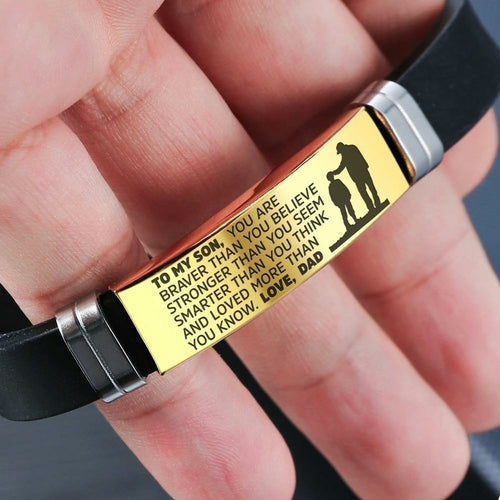 TO MY SON, YOU ARE
BRAVER THAN YOU BELIEVE
STRONGER THAN YOU SEEM
SMARTER THAN YOU THINK
AND LOVED MORE THAN
YOU KNOW. LOVE, DAD